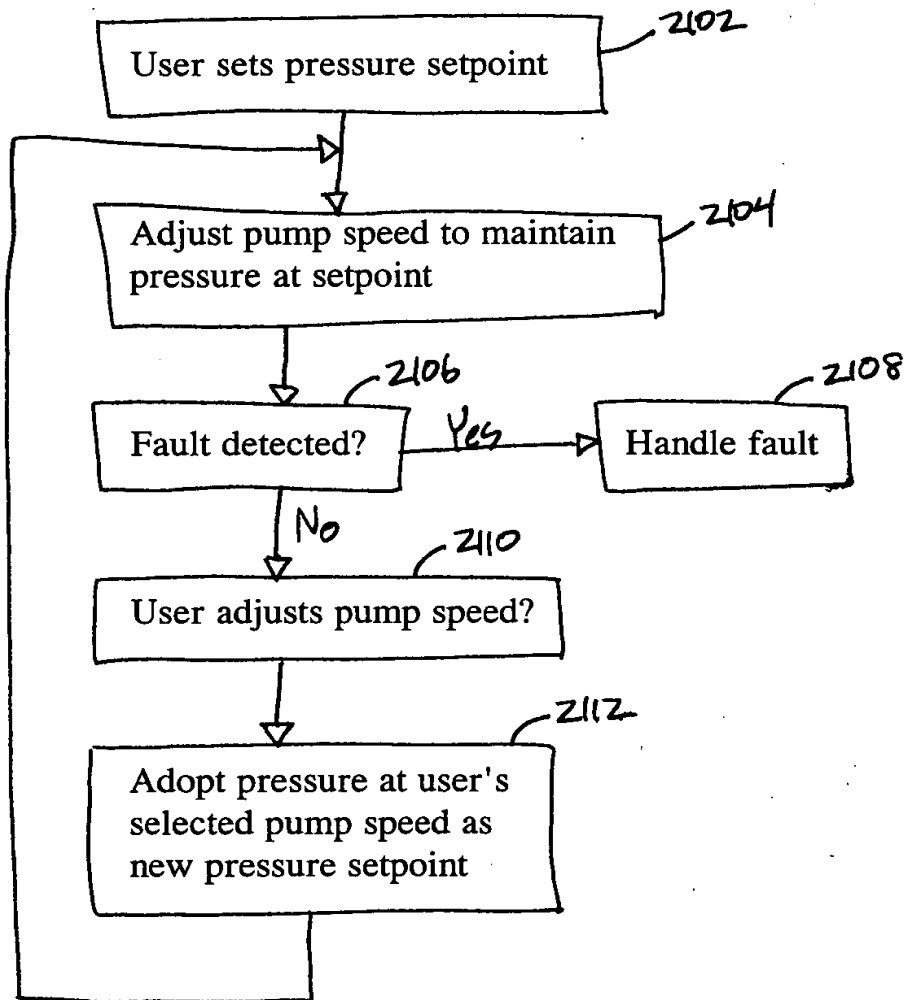 2102
User sets pressure setpoint
2104
Adjust pump speed to maintain
pressure at setpoint
2106
2108
Fault detected?
Yes
Handle fault
No
2110
User adjusts pump speed?
2112
Adopt pressure at user's
selected pump speed as
new pressure setpoint